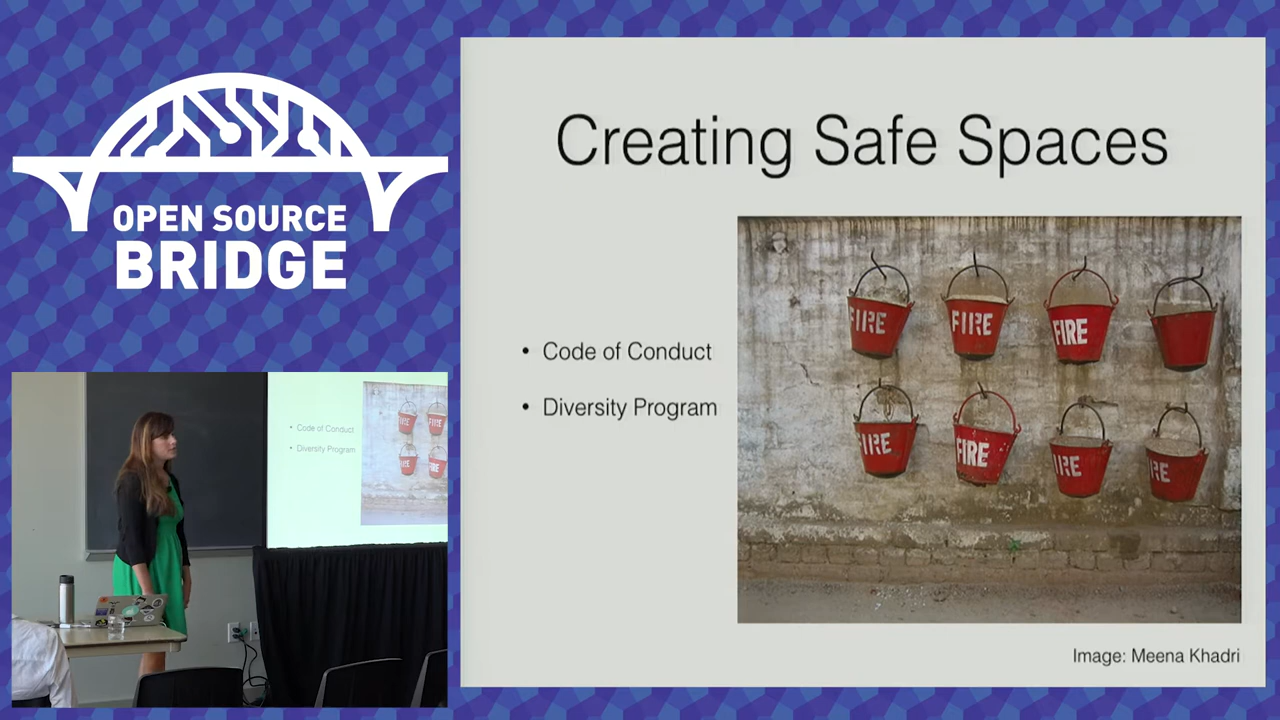 OPEN SOURCE
BRIDGE
Creating Safe Spaces
• Code of Conduct
• Diversity Program
FIRE
FIRE
FIRE
FIRE
FIRE
IRE
IRE
Image: Meena Khadri
• Code of Conduct
• Diversity Program